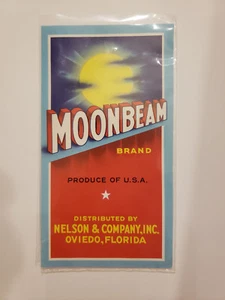 MOONBEAM
BRAND
PRODUCE OF U.S.A.
DISTRIBUTED BY
NELSON & COMPANY, INC.
OVIEDO, FLORIDA